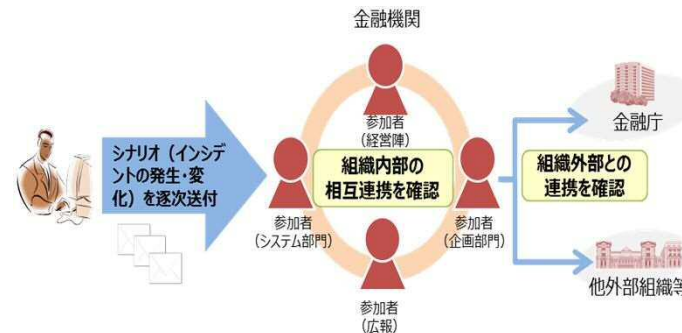 金融機関
参加者
（経営陣）
シナリオ（インシデ
ントの発生・変
化）を逐次送付
組織内部の
相互連携を確認
参加者
（システム部門）
参加者
（企画部門）
参加者
（広報）
組織外部との
連携を確認
金融庁
他外部組織等